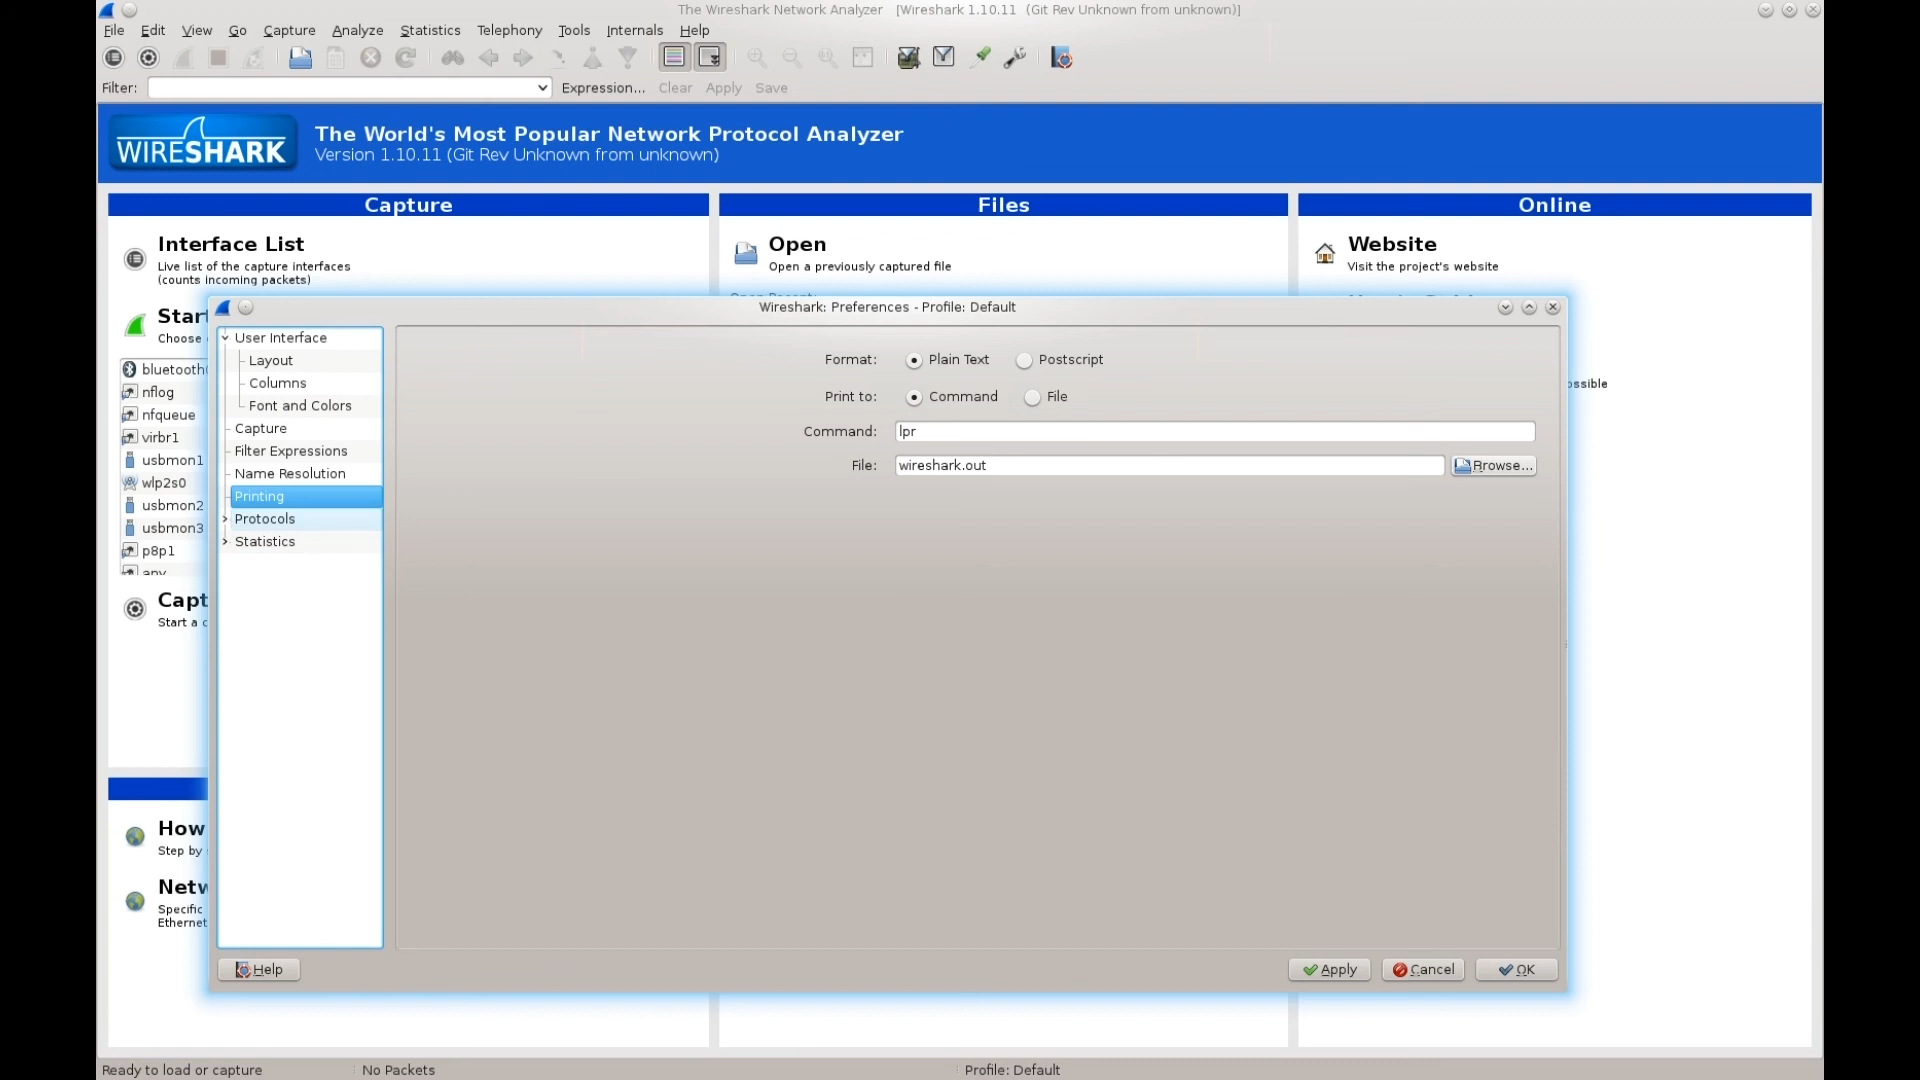 The Wireshark Network Analyzer [Wireshark 1.10.11 (Git Rev Unknown from unknown)]
File Edit View Go Capture Analyze Statistics Telephony Tools Internals Help
Filter: Expression... Clear Apply Save
WIRESHARK
The World's Most Popular Network Protocol Analyzer
Version 1.10.11 (Git Rev Unknown from unknown)
Capture
Interface List
Live list of the capture interfaces
(counts incoming packets)
Star
Choose
bluetooth
nflog
nfqueue
virbr1
usbmon1
wlp2s0
usbmon2
usbmon3
p8p1
any
Capt
Start a c
How
Step by
Netw
Specific
Ethernet
Files
Open
Open a previously captured file
Online
Website
Visit the project's website
ossible
Wireshark: Preferences - Profile: Default
User Interface
Layout
Columns
Font and Colors
Capture
Filter Expressions
Name Resolution
Printing
Protocols
Statistics
Format: Plain Text Postscript
Print to: Command File
Command: lpr
File: wireshark.out Browse...
Help Apply Cancel OK
Ready to load or capture No Packets Profile: Default